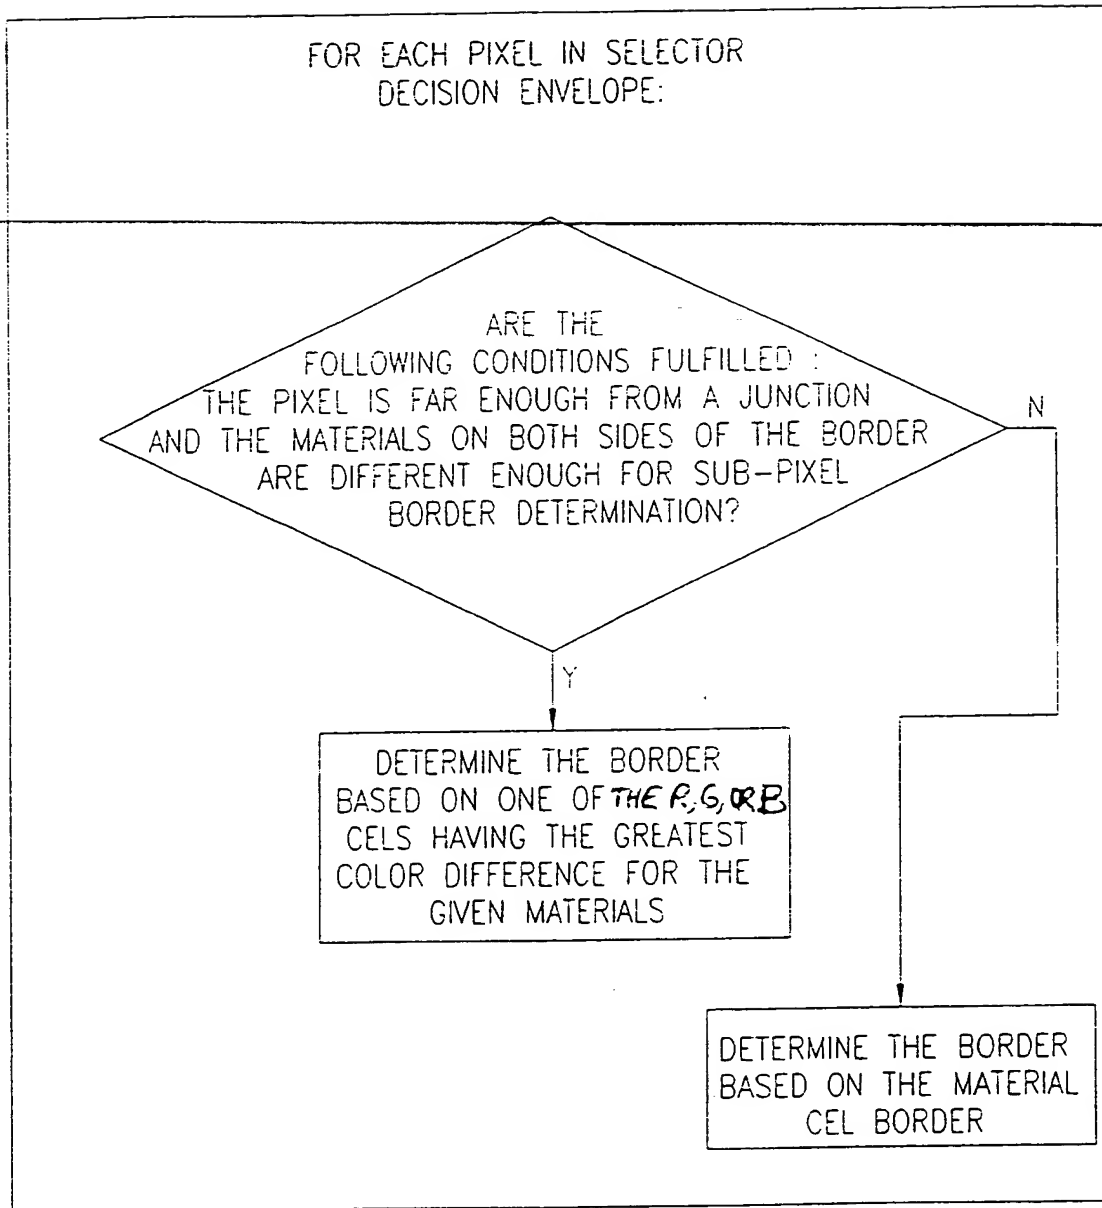 FOR EACH PIXEL IN SELECTOR
DECISION ENVELOPE:
ARE THE
FOLLOWING CONDITIONS FULFILLED :
THE PIXEL IS FAR ENOUGH FROM A JUNCTION
AND THE MATERIALS ON BOTH SIDES OF THE BORDER
ARE DIFFERENT ENOUGH FOR SUB-PIXEL
BORDER DETERMINATION?
N
Y
DETERMINE THE BORDER
BASED ON ONE OF THE R, G, OR B
CELS HAVING THE GREATEST
COLOR DIFFERENCE FOR THE
GIVEN MATERIALS
DETERMINE THE BORDER
BASED ON THE MATERIAL
CEL BORDER